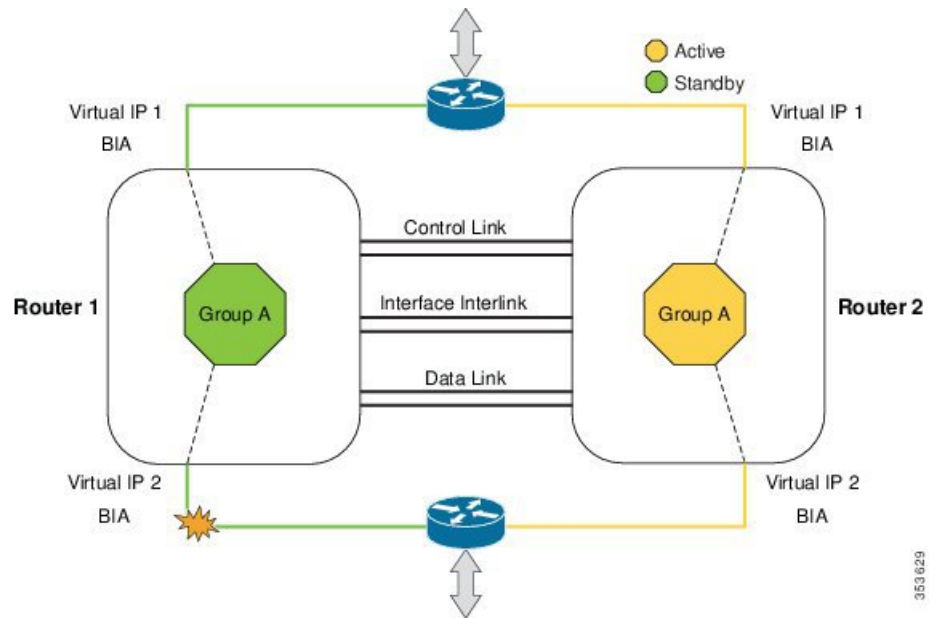 Active
Standby
Virtual IP 1
BIA
Virtual IP 1
BIA
Control Link
Router 1
Group A
Interface Interlink
Group A
Router 2
Data Link
Virtual IP 2
BIA
Virtual IP 2
BIA
353629